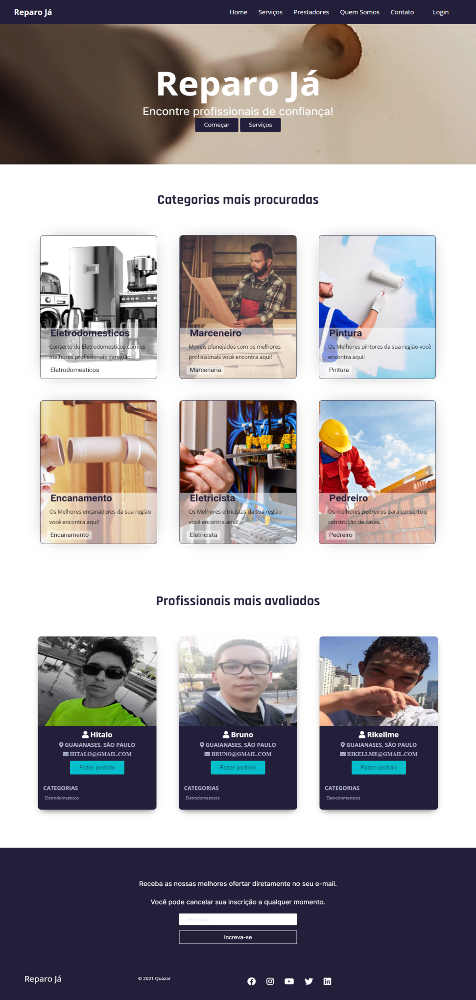 Reparo Já
Home Serviços Prestadores Quem Somos Contato Login
Reparo Já
Encontre profissionais de confiança!
Começar Serviços
Categorias mais procuradas
Eletrodomesticos
Conserto de Eletrodomesticos com os
melhores profissionais daregião
Eletrodomesticos
Marceneiro
Moveis planejados com os melhores
profissionais você encontra aqui!
Marcenaria
Pintura
Os Melhores pintores da sua região você
encontra aqui!
Pintura
Encanamento
Os Melhores encanadores da sua região
você encontra aqui!
Encanamento
Eletricista
Os Melhores eltricistas da sua região
você encontra aqui!
Eletricista
Pedreiro
Os melhores pedreiros para conserto e
construção de casas.
Pedreiro
Profissionais mais avaliados
Hitalo
GUAIANASES, SÃO PAULO
HITALO@GMAIL.COM
Fazer pedido
CATEGORIAS
Eletrodomesticos
Bruno
GUAIANASES, SÃO PAULO
BRUNO@GMAIL.COM
Fazer pedido
CATEGORIAS
Eletrodomesticos
Rikellme
GUAIANASES, SÃO PAULO
RIKELLME@GMAIL.COM
Fazer pedido
CATEGORIAS
Eletrodomesticos
Receba as nossas melhores ofertar diretamente no seu e-mail.
Você pode cancelar sua inscrição a qualquer momento.
Seu Email
Increva-se
Reparo Já
© 2021 Quazar